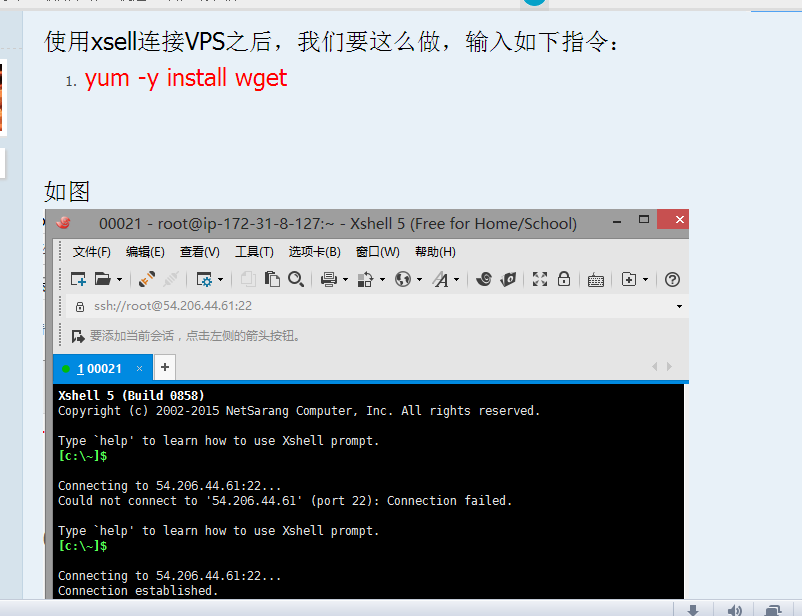 使用xsell连接VPS之后，我们要这么做，输入如下指令：
1. yum -y install wget
如图
00021 - root@ip-172-31-8-127:~ - Xshell 5 (Free for Home/School)
文件(F) 编辑(E) 查看(V) 工具(T) 选项卡(B) 窗口(W) 帮助(H)
ssh://root@54.206.44.61:22
要添加当前会话，点击左侧的箭头按钮。
1 00021
Xshell 5 (Build 0858)
Copyright (c) 2002-2015 NetSarang Computer, Inc. All rights reserved.
Type `help' to learn how to use Xshell prompt.
[c:\~]$
Connecting to 54.206.44.61:22...
Could not connect to '54.206.44.61' (port 22): Connection failed.
Type `help' to learn how to use Xshell prompt.
[c:\~]$
Connecting to 54.206.44.61:22...
Connection established.